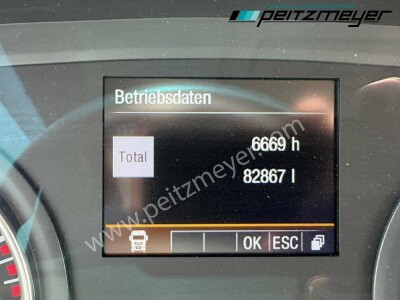 peitzmeyer
Betriebsdaten
Total
6669 h
82867 l
www.peitzmeyer.com
OK ESC